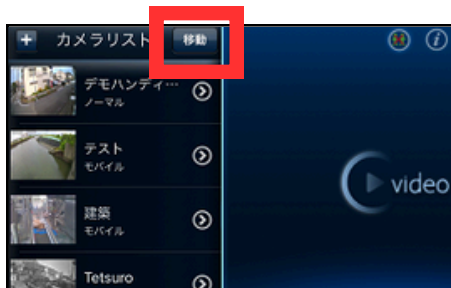 + カメラリスト 移動
デモハンディ…
ノーマル
テスト
モバイル
建築
モバイル
Tetsuro
i
video